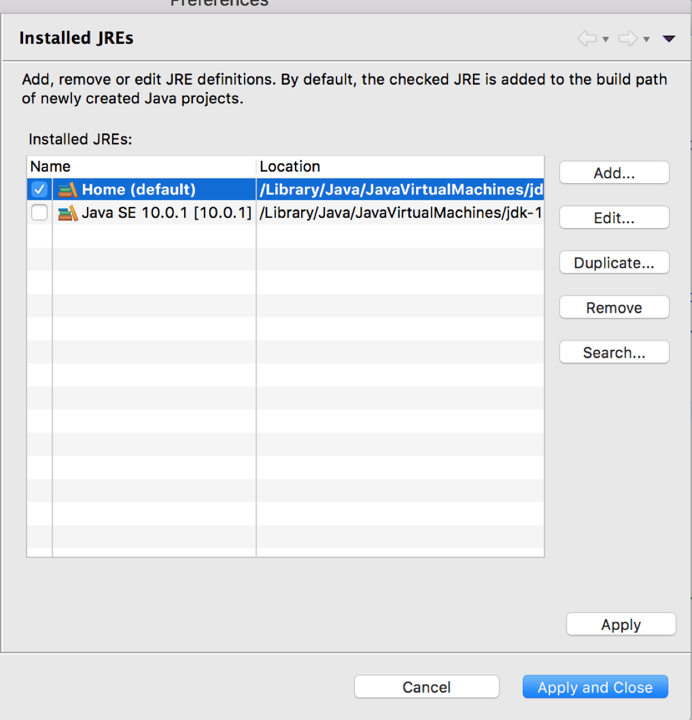 Preferences
Installed JREs
Add, remove or edit JRE definitions. By default, the checked JRE is added to the build path
of newly created Java projects.
Installed JREs:
Name Location
Home (default) /Library/Java/JavaVirtualMachines/jd
Java SE 10.0.1 [10.0.1] /Library/Java/JavaVirtualMachines/jdk-1
Add...
Edit...
Duplicate...
Remove
Search...
Apply
Cancel Apply and Close